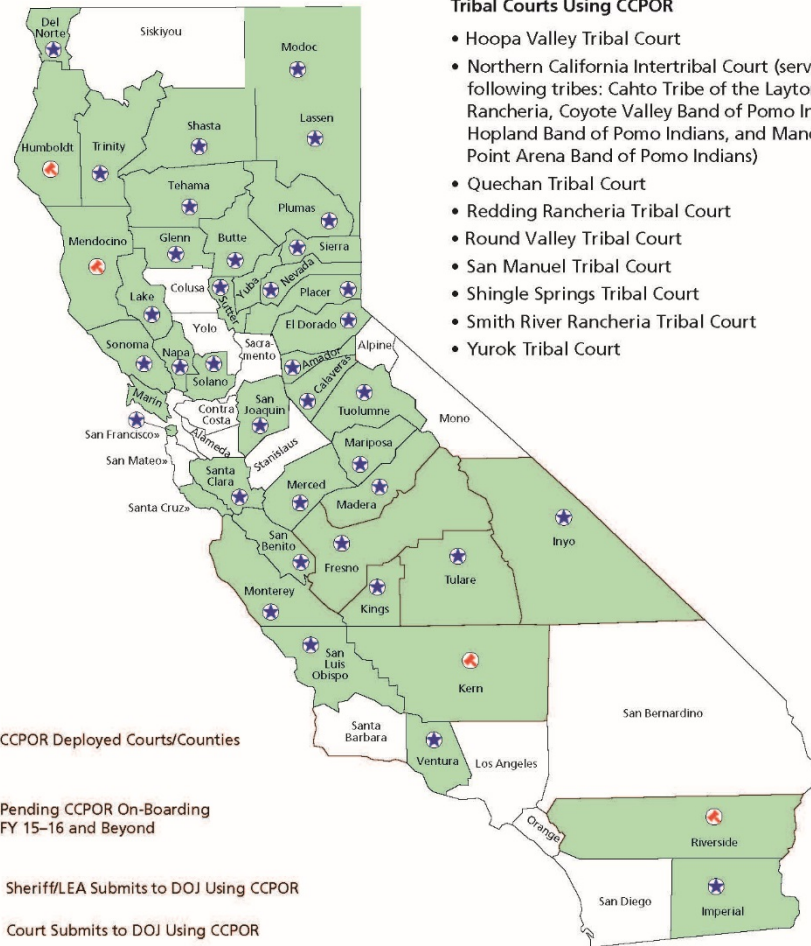 Tribal Courts Using CCPOR
• Hoopa Valley Tribal Court
• Northern California Intertribal Court (serv
following tribes: Cahto Tribe of the Layto
Rancheria, Coyote Valley Band of Pomo In
Hopland Band of Pomo Indians, and Manc
Point Arena Band of Pomo Indians)
• Quechan Tribal Court
• Redding Rancheria Tribal Court
• Round Valley Tribal Court
• San Manuel Tribal Court
• Shingle Springs Tribal Court
• Smith River Rancheria Tribal Court
• Yurok Tribal Court
Del
Norte
Siskiyou
Modoc
Humboldt
Trinity
Shasta
Lassen
Tehama
Plumas
Mendocino
Glenn
Butte
Sierra
Lake
Colusa
Sutter
Yuba
Nevada
Placer
Yolo
El Dorado
Sonoma
Napa
Solano
Sacra-
mento
Amador
Alpine
Marin
Contra
Costa
San
Joaquin
Calaveras
Tuolumne
Mono
San Francisco»
Alameda
Stanislaus
Mariposa
San Mateo»
Santa
Clara
Merced
Madera
Santa Cruz»
San
Benito
Fresno
Inyo
Monterey
Kings
Tulare
San
Luis
Obispo
Kern
San Bernardino
Santa
Barbara
Ventura
Los Angeles
Orange
Riverside
San Diego
Imperial
CCPOR Deployed Courts/Counties
Pending CCPOR On-Boarding
FY 15–16 and Beyond
Sheriff/LEA Submits to DOJ Using CCPOR
Court Submits to DOJ Using CCPOR